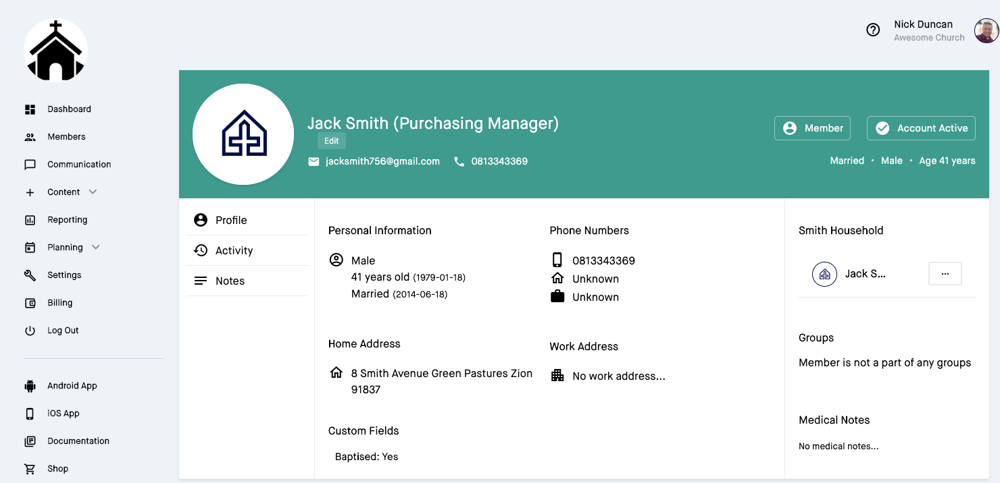 Nick Duncan
Awesome Church
Dashboard
Members
Communication
Content
Reporting
Planning
Settings
Billing
Log Out
Android App
iOS App
Documentation
Shop
Jack Smith (Purchasing Manager)
Edit
jacksmith756@gmail.com 0813343369
Member
Account Active
Married • Male • Age 41 years
Profile
Activity
Notes
Personal Information
Male
41 years old (1979-01-18)
Married (2014-06-18)
Phone Numbers
0813343369
Unknown
Unknown
Home Address
8 Smith Avenue Green Pastures Zion
91837
Work Address
No work address...
Custom Fields
Baptised: Yes
Smith Household
Jack S...
...
Groups
Member is not a part of any groups
Medical Notes
No medical notes...